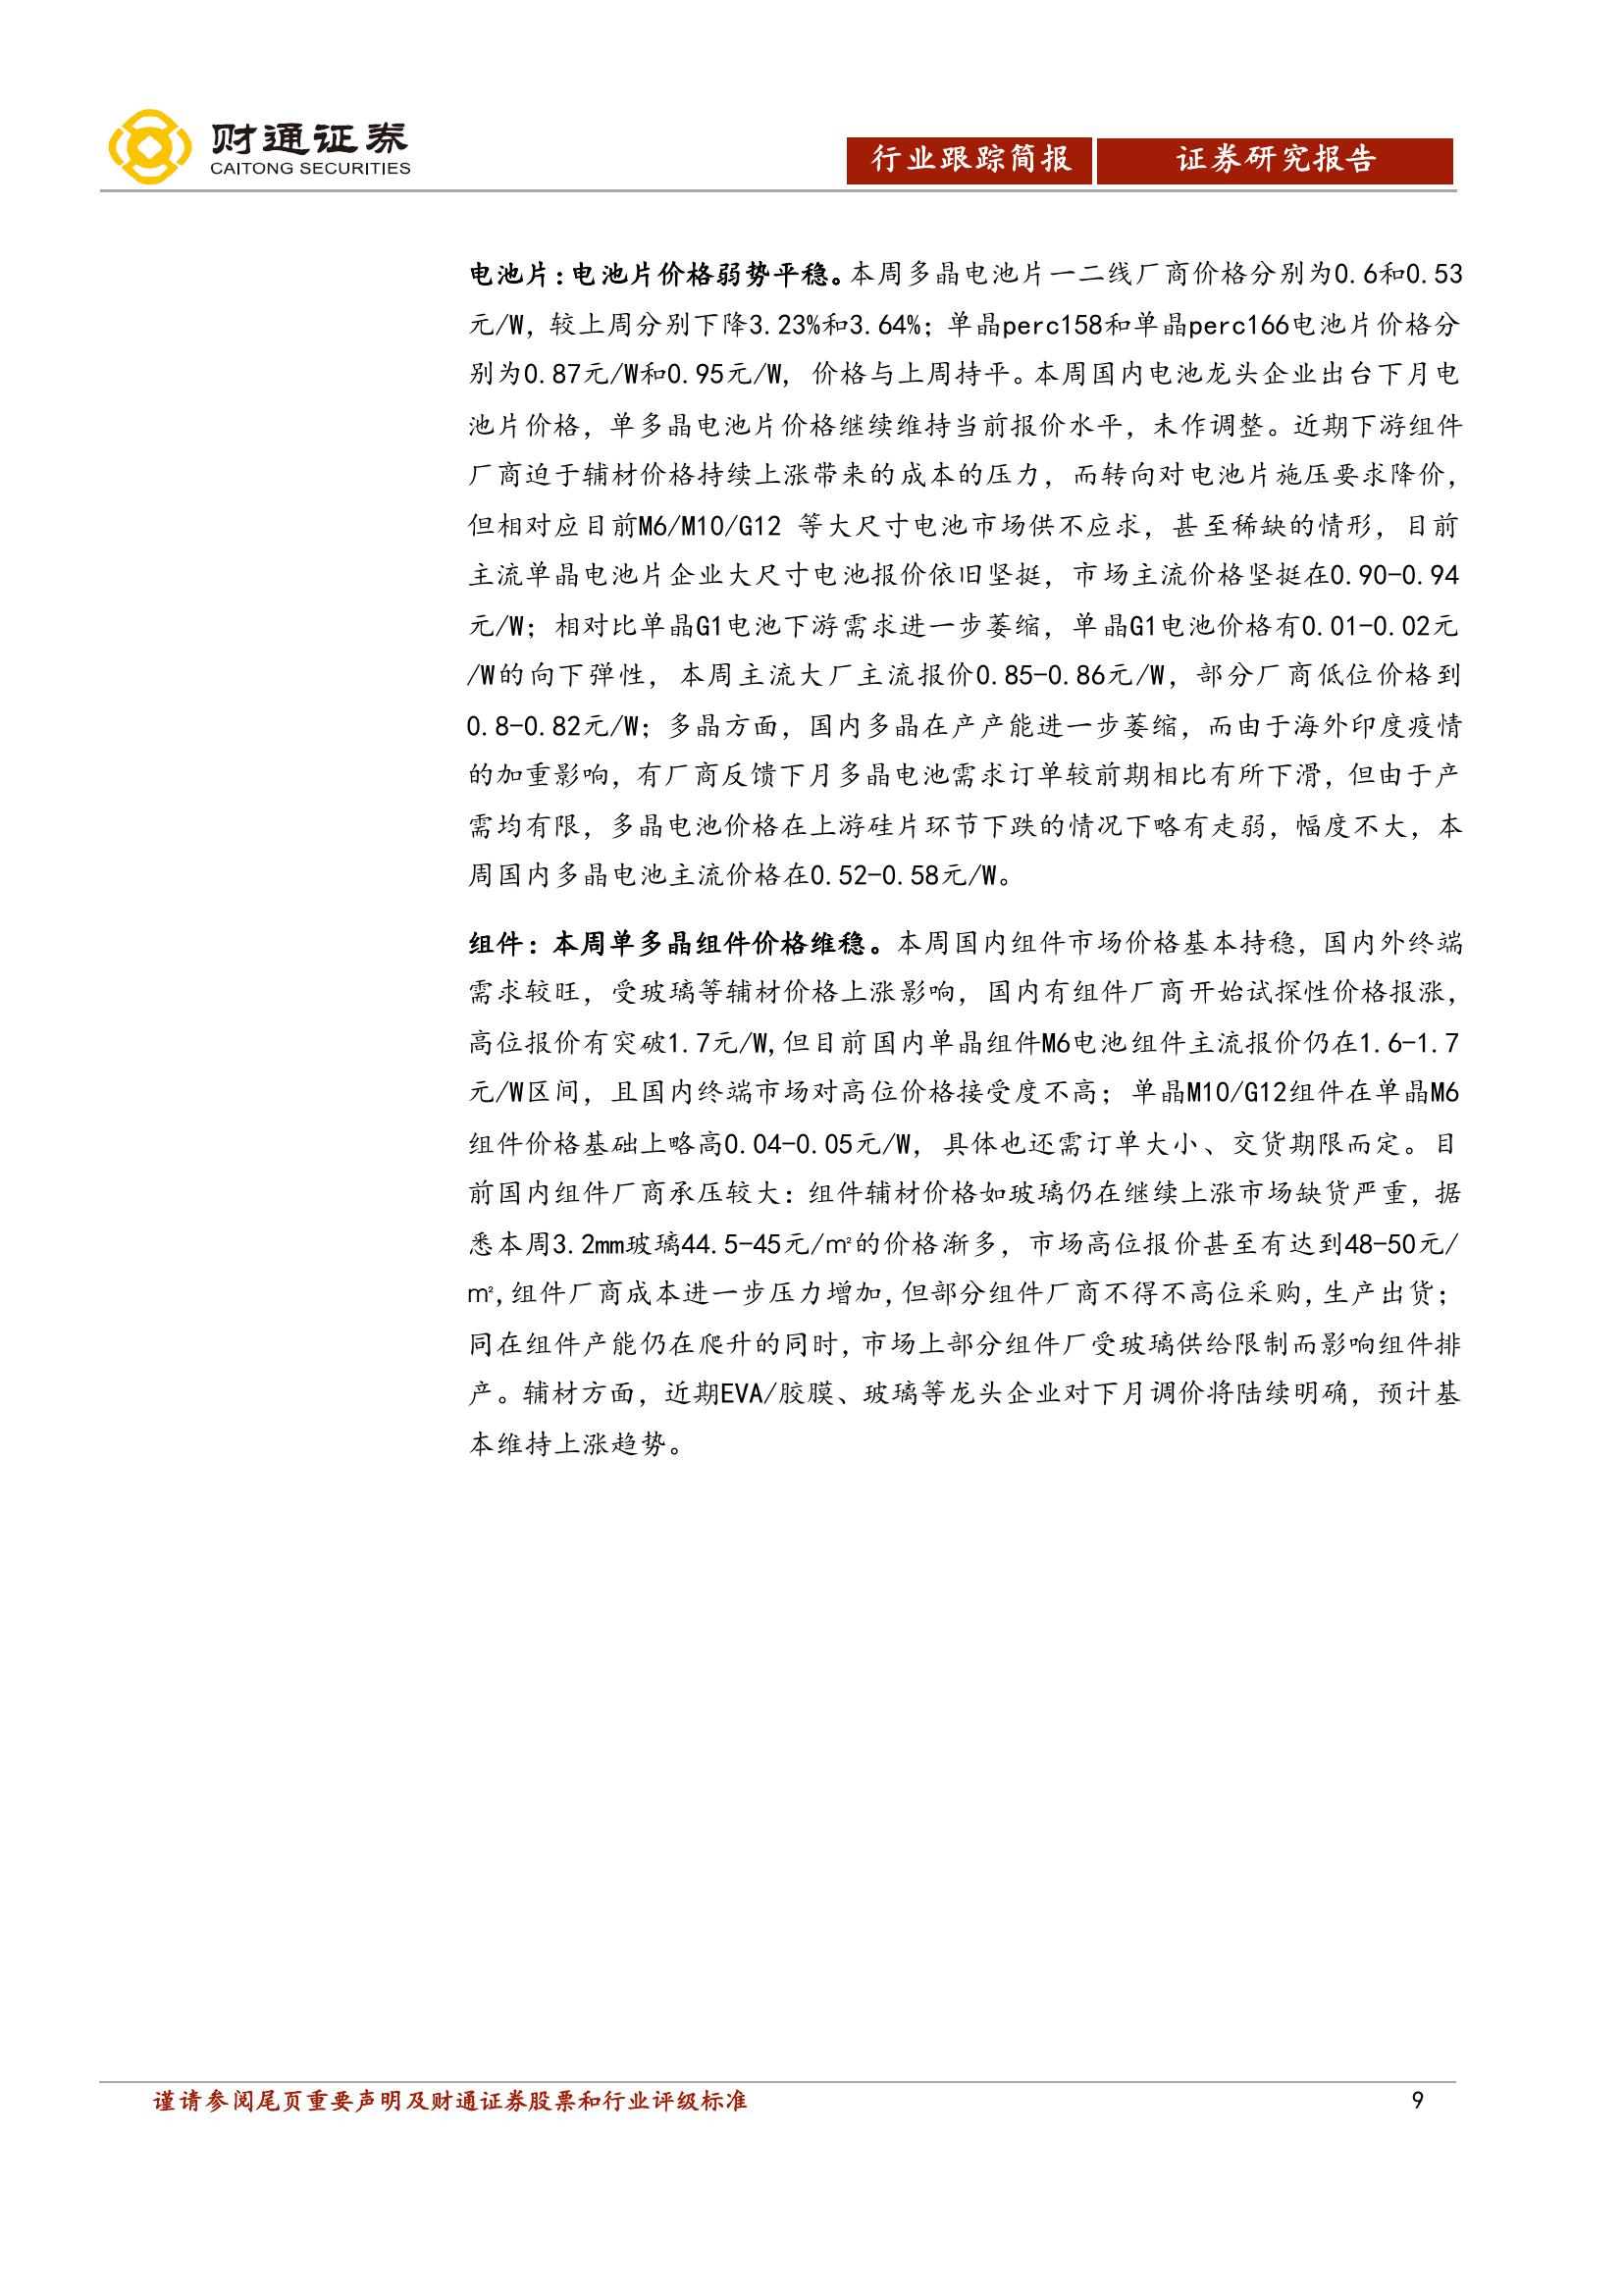 财通证券
CAITONG SECURITIES
行业跟踪简报
证券研究报告
电池片：电池片价格弱势平稳。本周多晶电池片一二线厂商价格分别为0.6和0.53
元/W，较上周分别下降3.23%和3.64%；单晶perc158和单晶perc166电池片价格分
别为0.87元/W和0.95元/W， 价格与上周持平。本周国内电池龙头企业出台下月电
池片价格，单多晶电池片价格继续维持当前报价水平，未作调整。近期下游组件
厂商迫于辅材价格持续上涨带来的成本的压力，而转向对电池片施压要求降价，
但相对应目前M6/M10/G12 等大尺寸电池市场供不应求，甚至稀缺的情形，目前
主流单晶电池片企业大尺寸电池报价依旧坚挺，市场主流价格坚挺在0.90-0.94
元/W；相对比单晶G1电池下游需求进一步萎缩，单晶G1电池价格有0.01-0.02元
/W的向下弹性，本周主流大厂主流报价0.85-0.86元/W，部分厂商低位价格到
0.8-0.82元/W；多晶方面，国内多晶在产产能进一步萎缩，而由于海外印度疫情
的加重影响，有厂商反馈下月多晶电池需求订单较前期相比有所下滑，但由于产
需均有限，多晶电池价格在上游硅片环节下跌的情况下略有走弱，幅度不大，本
周国内多晶电池主流价格在0.52-0.58元/W。
组件：本周单多晶组件价格维稳。本周国内组件市场价格基本持稳，国内外终端
需求较旺，受玻璃等辅材价格上涨影响，国内有组件厂商开始试探性价格报涨，
高位报价有突破1.7元/W,但目前国内单晶组件M6电池组件主流报价仍在1.6-1.7
元/W区间，且国内终端市场对高位价格接受度不高；单晶M10/G12组件在单晶M6
组件价格基础上略高0.04-0.05元/W，具体也还需订单大小、交货期限而定。目
前国内组件厂商承压较大：组件辅材价格如玻璃仍在继续上涨市场缺货严重，据
悉本周3.2mm玻璃44.5-45元/㎡的价格渐多，市场高位报价甚至有达到48-50元/
㎡,组件厂商成本进一步压力增加,但部分组件厂商不得不高位采购,生产出货；
同在组件产能仍在爬升的同时,市场上部分组件厂受玻璃供给限制而影响组件排
产。辅材方面，近期EVA/胶膜、玻璃等龙头企业对下月调价将陆续明确，预计基
本维持上涨趋势。
谨请参阅尾页重要声明及财通证券股票和行业评级标准
9